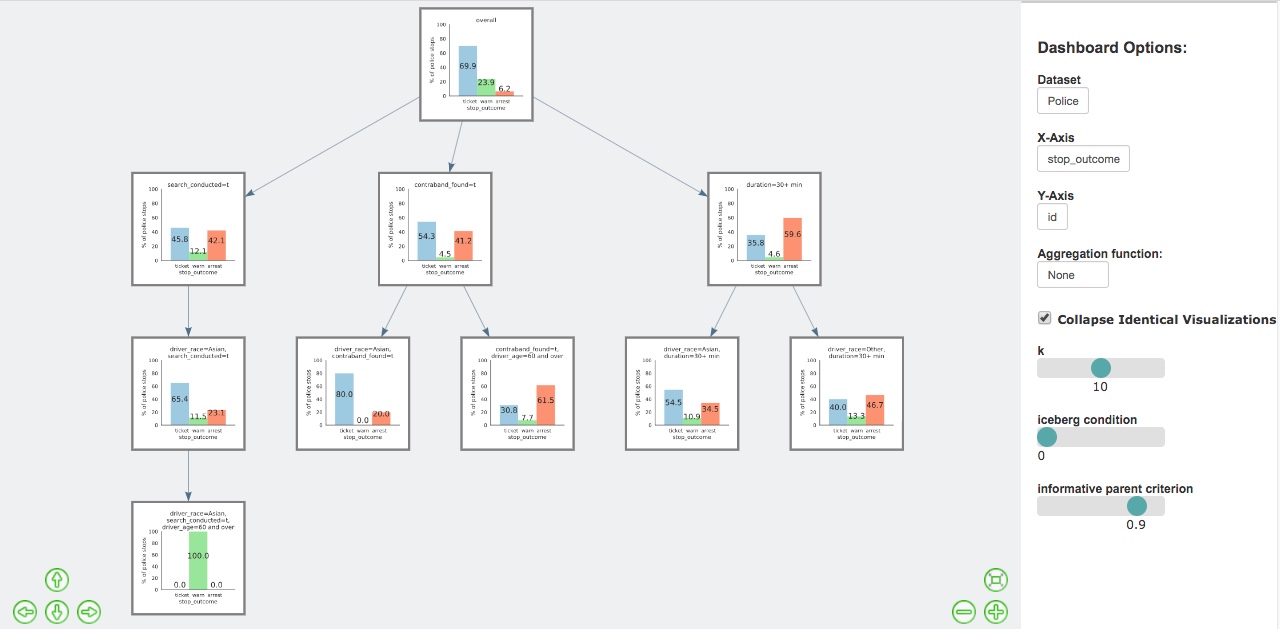 overall
100
80
60
40
20
0
% of police stops
69.9
23.9
6.2
ticket warn arrest
stop_outcome
search_conducted=t
100
80
60
40
20
0
% of police stops
45.8
12.1
42.1
ticket warn arrest
stop_outcome
contraband_found=t
100
80
60
40
20
0
% of police stops
54.3
4.5
41.2
ticket warn arrest
stop_outcome
duration=30+ min
100
80
60
40
20
0
% of police stops
35.8
4.6
59.6
ticket warn arrest
stop_outcome
driver_race=Asian,
search_conducted=t
100
80
60
40
20
0
% of police stops
65.4
11.5
23.1
ticket warn arrest
stop_outcome
driver_race=Asian,
contraband_found=t
100
80
60
40
20
0
% of police stops
80.0
0.0
20.0
ticket warn arrest
stop_outcome
contraband_found=t,
driver_age=60 and over
100
80
60
40
20
0
% of police stops
30.8
7.7
61.5
ticket warn arrest
stop_outcome
driver_race=Asian,
duration=30+ min
100
80
60
40
20
0
% of police stops
54.5
10.9
34.5
ticket warn arrest
stop_outcome
driver_race=Other,
duration=30+ min
100
80
60
40
20
0
% of police stops
40.0
13.3
46.7
ticket warn arrest
stop_outcome
driver_race=Asian,
search_conducted=t,
driver_age=60 and over
100
80
60
40
20
0
% of police stops
0.0
100.0
0.0
ticket warn arrest
stop_outcome
Dashboard Options:
Dataset
Police
X-Axis
stop_outcome
Y-Axis
id
Aggregation function:
None
Collapse Identical Visualizations
k
10
iceberg condition
0
informative parent criterion
0.9